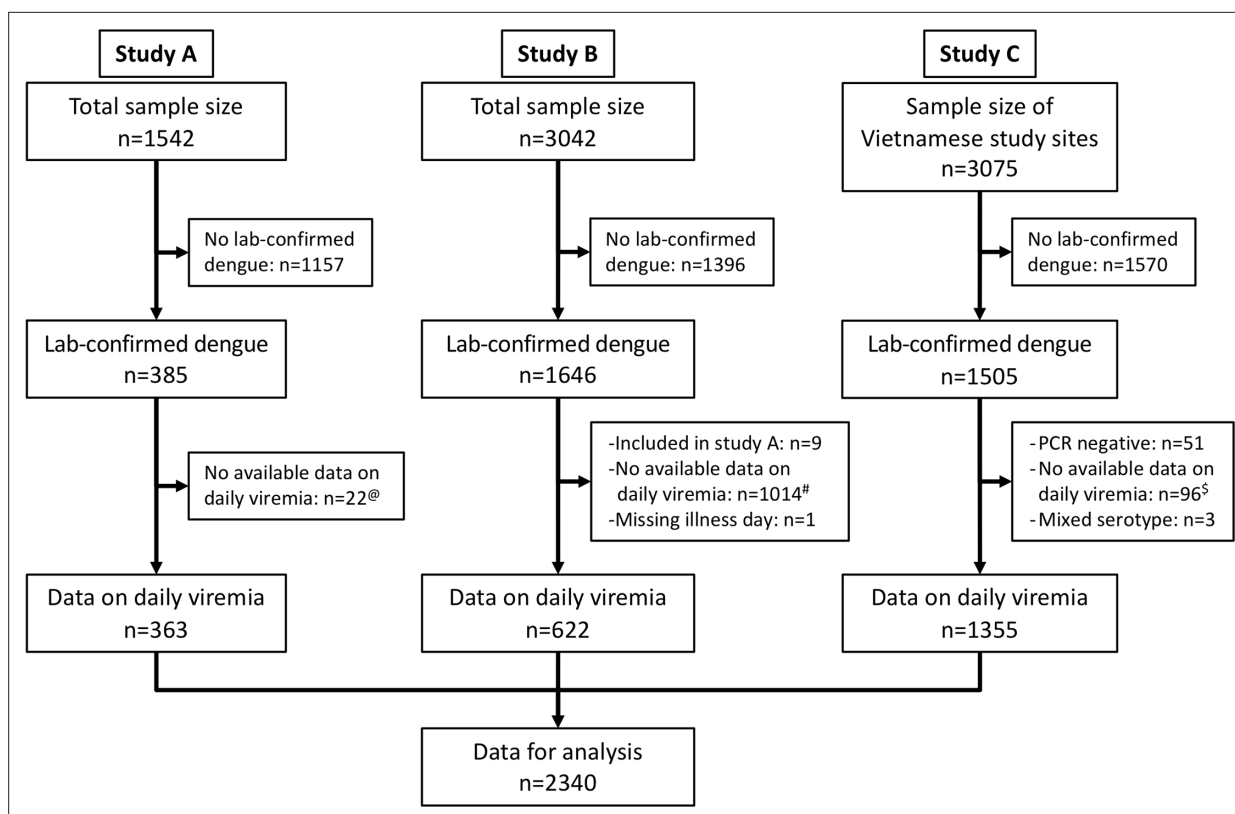 Study A
Total sample size
n=1542
No lab-confirmed
dengue: n=1157
Lab-confirmed dengue
n=385
No available data on
daily viremia: n=22@
Data on daily viremia
n=363
Study B
Total sample size
n=3042
No lab-confirmed
dengue: n=1396
Lab-confirmed dengue
n=1646
-Included in study A: n=9
-No available data on
daily viremia: n=1014#
-Missing illness day: n=1
Data on daily viremia
n=622
Study C
Sample size of
Vietnamese study sites
n=3075
No lab-confirmed
dengue: n=1570
Lab-confirmed dengue
n=1505
-PCR negative: n=51
-No available data on
daily viremia: n=96$
-Mixed serotype: n=3
Data on daily viremia
n=1355
Data for analysis
n=2340